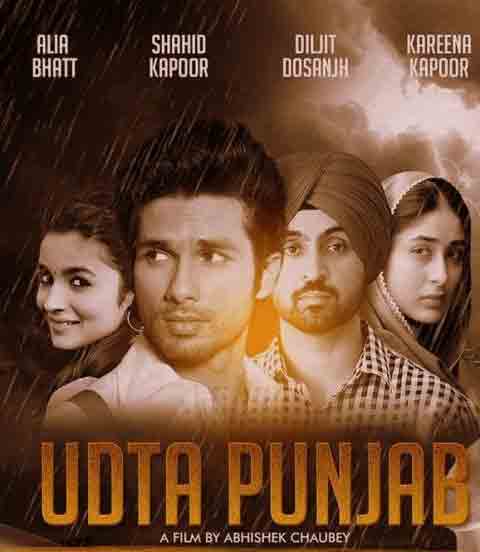 ALIA SHAHID DILJIT KAREENA
BHATT KAPOOR DOSANJH KAPOOR
UDTA PUNJAB
A FILM BY ABHISHEK CHAUBEY